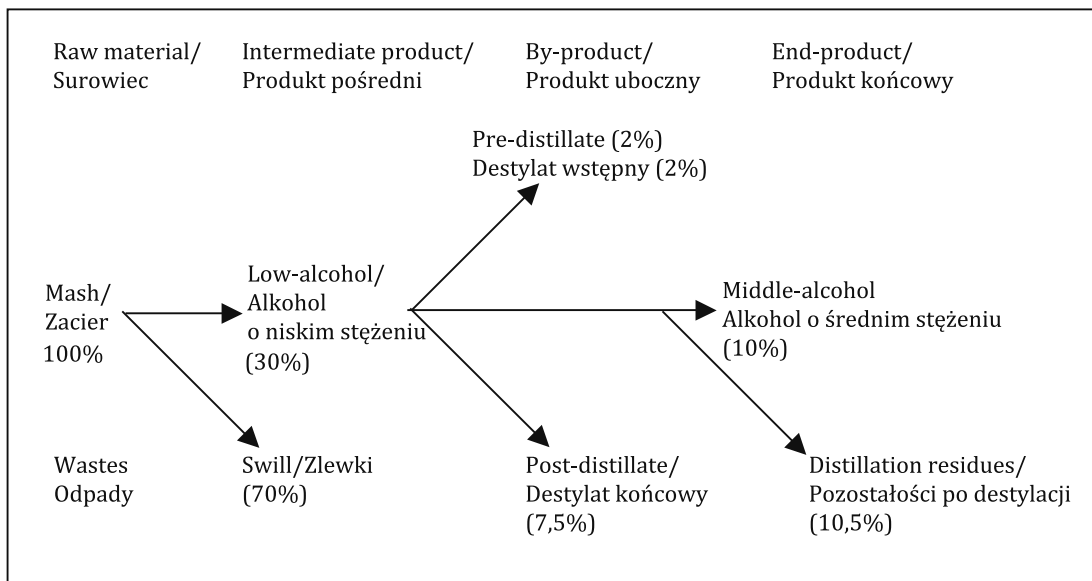 Raw material/
Surowiec
Intermediate product/
Produkt pośredni
By-product/
Produkt uboczny
End-product/
Produkt końcowy
Pre-distillate (2%)
Destylat wstępny (2%)
Mash/
Zacier
100%
Low-alcohol/
Alkohol
o niskim stężeniu
(30%)
Middle-alcohol
Alkohol o średnim stężeniu
(10%)
Wastes
Odpady
Swill/Zlewki
(70%)
Post-distillate/
Destylat końcowy
(7,5%)
Distillation residues/
Pozostałości po destylacji
(10,5%)